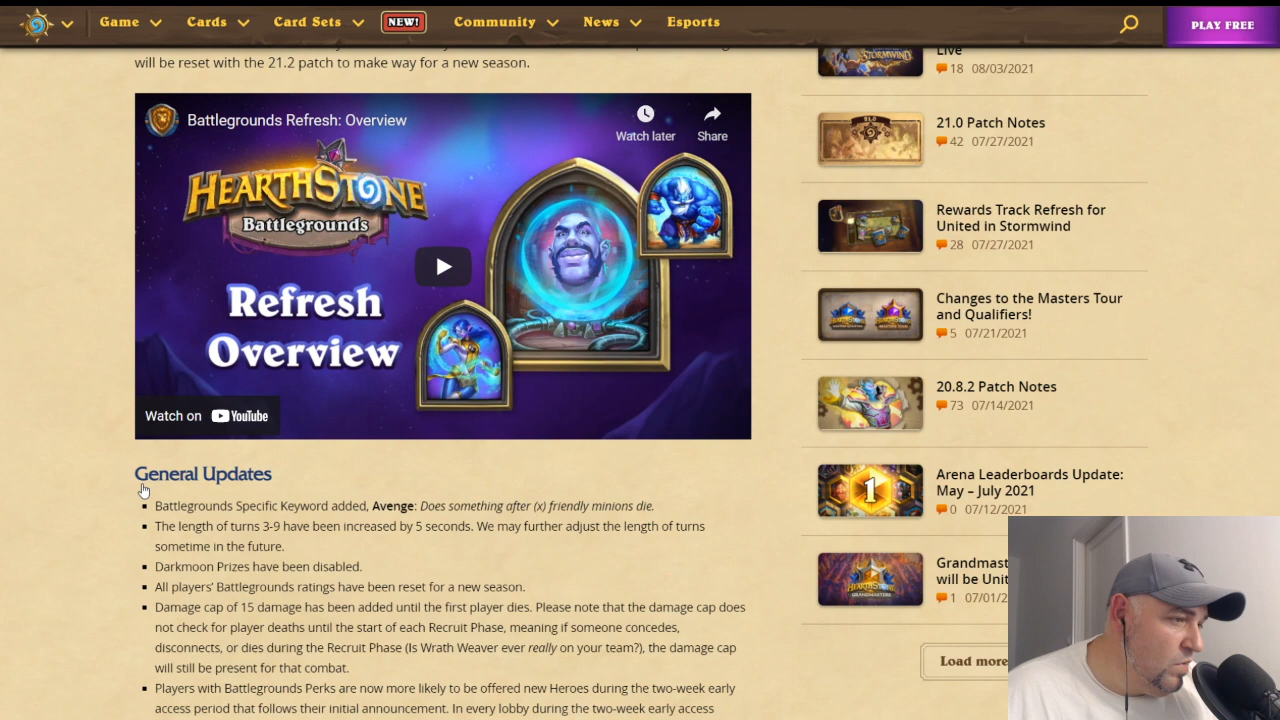 Game Cards Card Sets NEW! Community News Esports PLAY FREE
will be reset with the 21.2 patch to make way for a new season.
Battlegrounds Refresh: Overview
Watch later Share
HEARTHSTONE
Battlegrounds
Refresh
Overview
Watch on YouTube
General Updates
Battlegrounds Specific Keyword added, Avenge: Does something after (x) friendly minions die.
The length of turns 3-9 have been increased by 5 seconds. We may further adjust the length of turns
sometime in the future.
Darkmoon Prizes have been disabled.
All players' Battlegrounds ratings have been reset for a new season.
Damage cap of 15 damage has been added until the first player dies. Please note that the damage cap does
not check for player deaths until the start of each Recruit Phase, meaning if someone concedes,
disconnects, or dies during the Recruit Phase (Is Wrath Weaver ever really on your team?), the damage cap
will still be present for that combat.
Players with Battlegrounds Perks are now more likely to be offered new Heroes during the two-week early
access period that follows their initial announcement. In every lobby during the two-week early access
STORMWIND
Live
18 08/03/2021
21.0
21.0 Patch Notes
42 07/27/2021
Rewards Track Refresh for
United in Stormwind
28 07/27/2021
Changes to the Masters Tour
and Qualifiers!
5 07/21/2021
20.8.2 Patch Notes
73 07/14/2021
1
Arena Leaderboards Update:
May – July 2021
0 07/12/2021
HEARTHSTONE
GRANDMASTERS
Grandmast
will be Unit
1 07/01/2
Load more